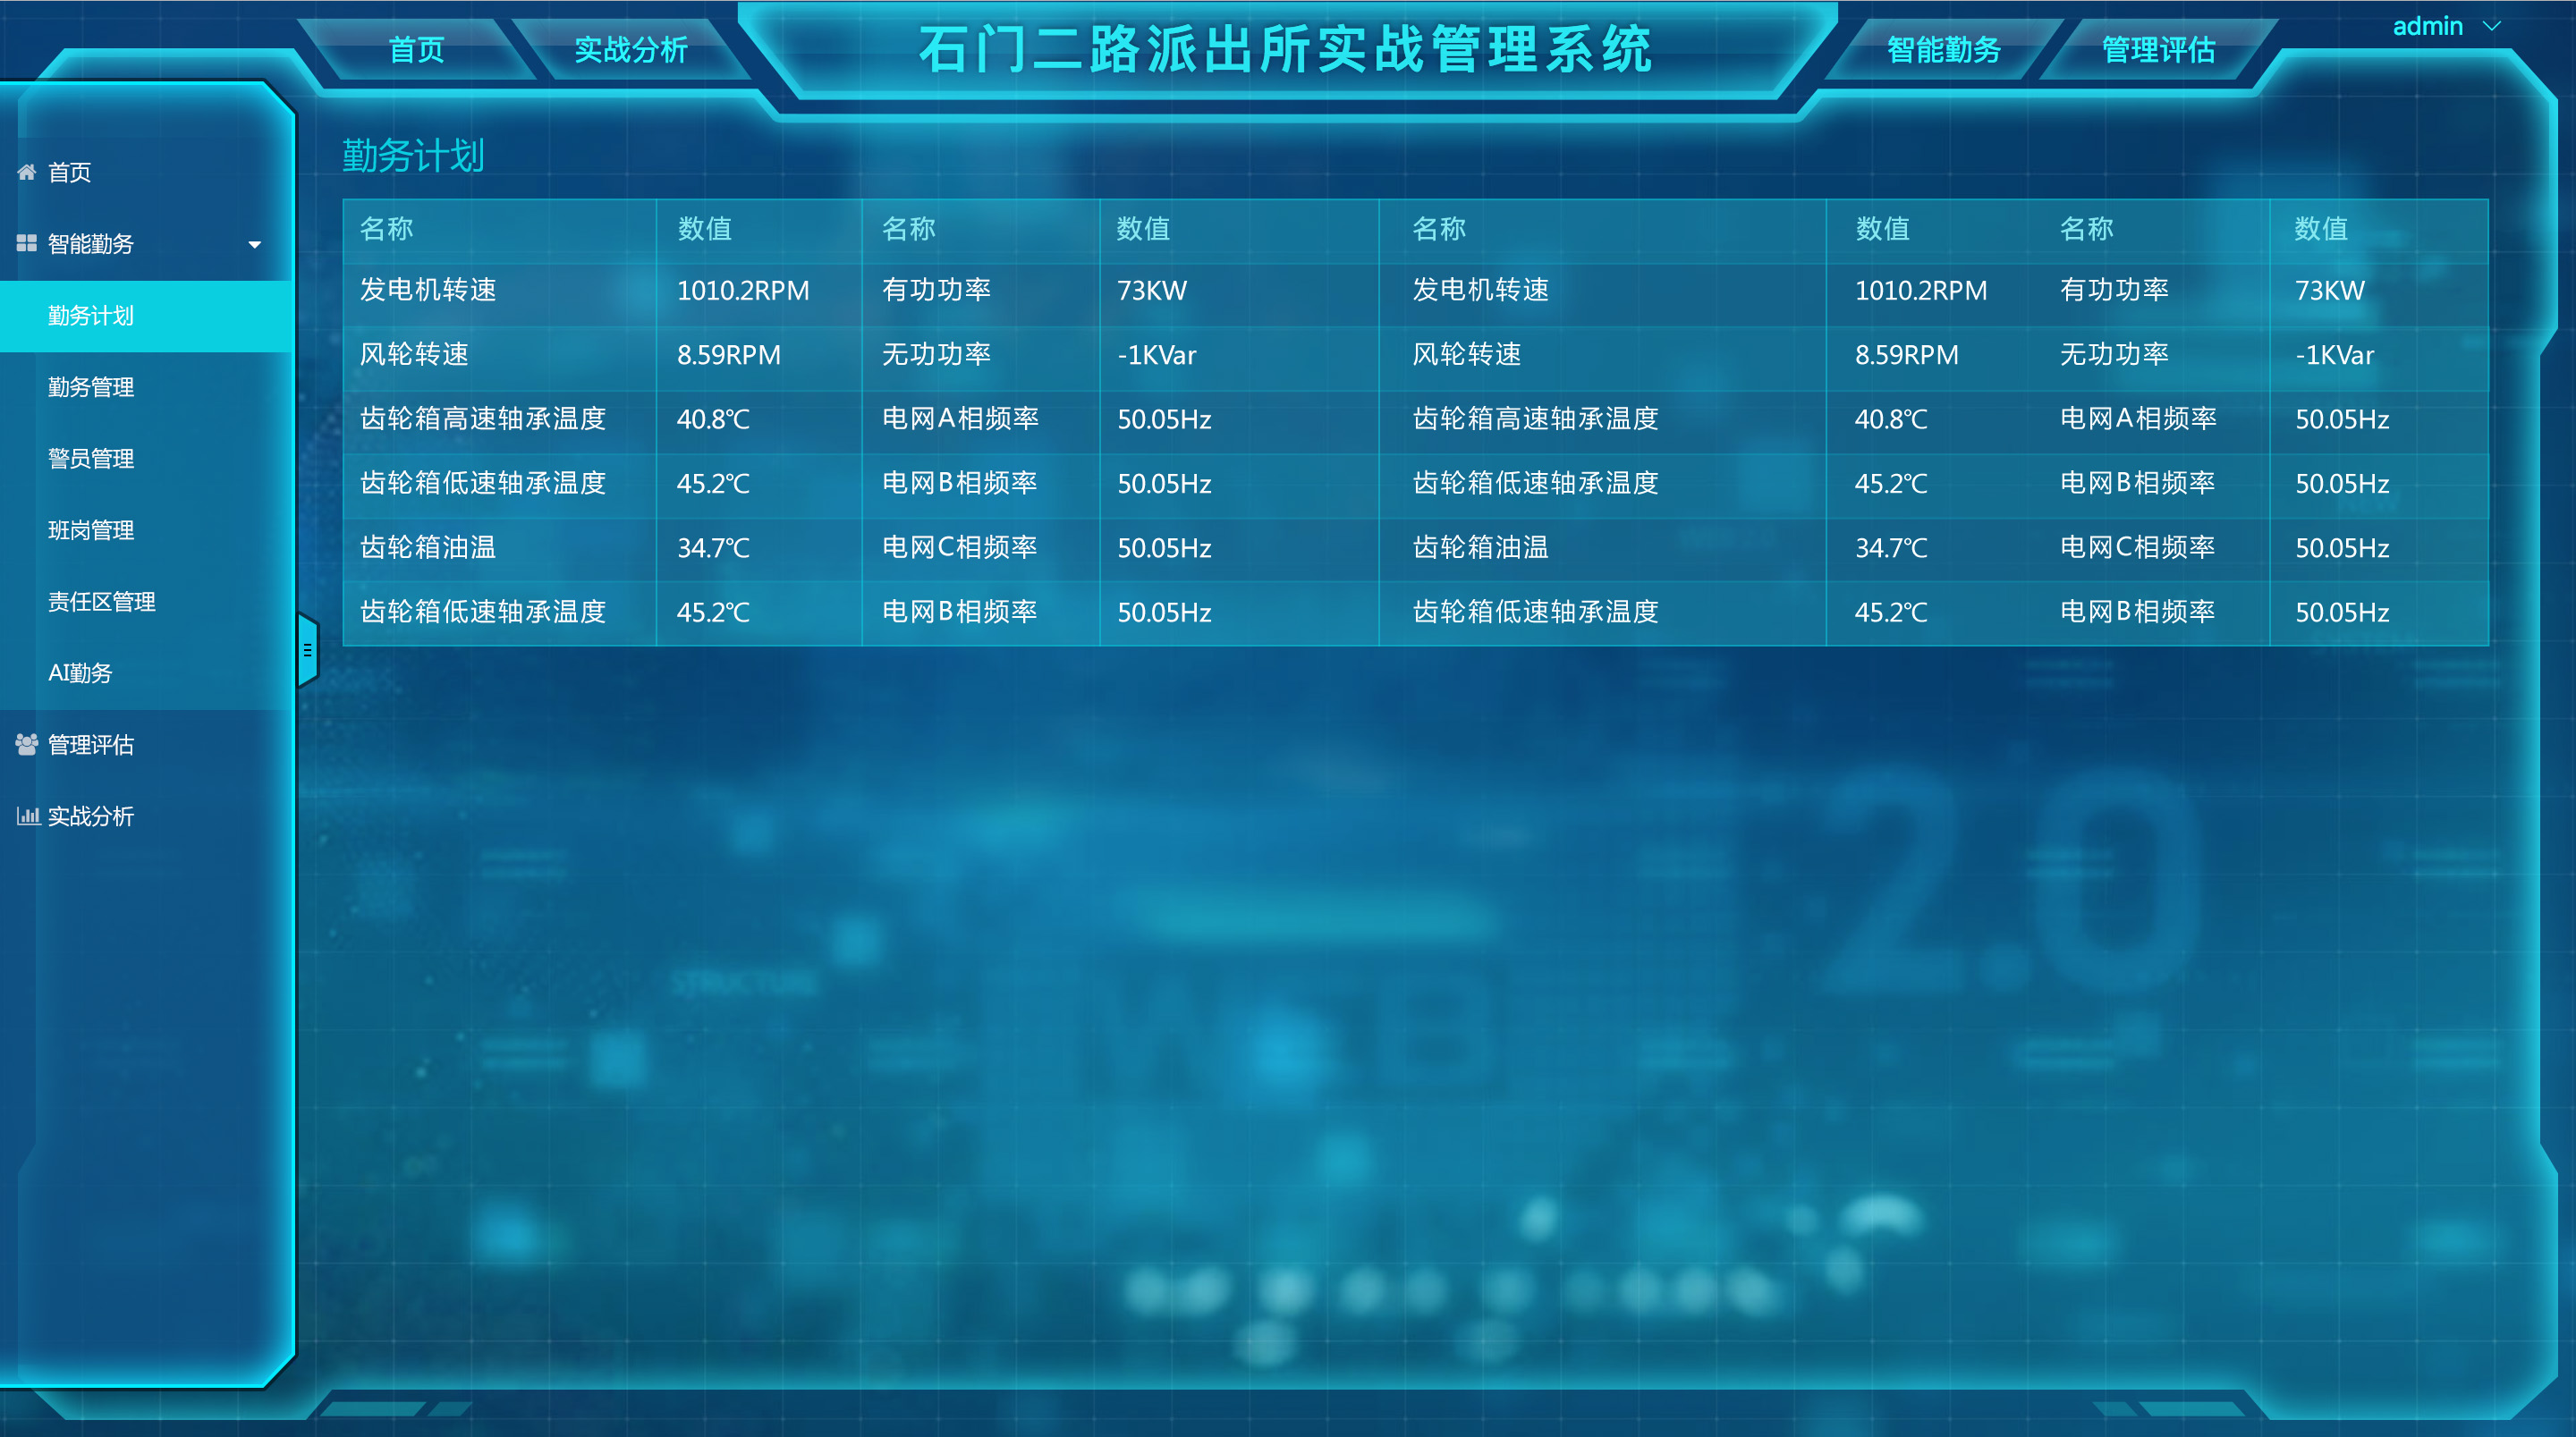 首页
实战分析
石门二路派出所实战管理系统
智能勤务
管理评估
admin
首页
智能勤务
勤务计划
勤务管理
警员管理
班岗管理
责任区管理
AI勤务
管理评估
实战分析
勤务计划
名称 数值 名称 数值 名称 数值 名称 数值
发电机转速 1010.2RPM 有功功率 73KW 发电机转速 1010.2RPM 有功功率 73KW
风轮转速 8.59RPM 无功功率 -1KVar 风轮转速 8.59RPM 无功功率 -1KVar
齿轮箱高速轴承温度 40.8℃ 电网A相频率 50.05Hz 齿轮箱高速轴承温度 40.8℃ 电网A相频率 50.05Hz
齿轮箱低速轴承温度 45.2℃ 电网B相频率 50.05Hz 齿轮箱低速轴承温度 45.2℃ 电网B相频率 50.05Hz
齿轮箱油温 34.7℃ 电网C相频率 50.05Hz 齿轮箱油温 34.7℃ 电网C相频率 50.05Hz
齿轮箱低速轴承温度 45.2℃ 电网B相频率 50.05Hz 齿轮箱低速轴承温度 45.2℃ 电网B相频率 50.05Hz
2.0
STRUCTURE